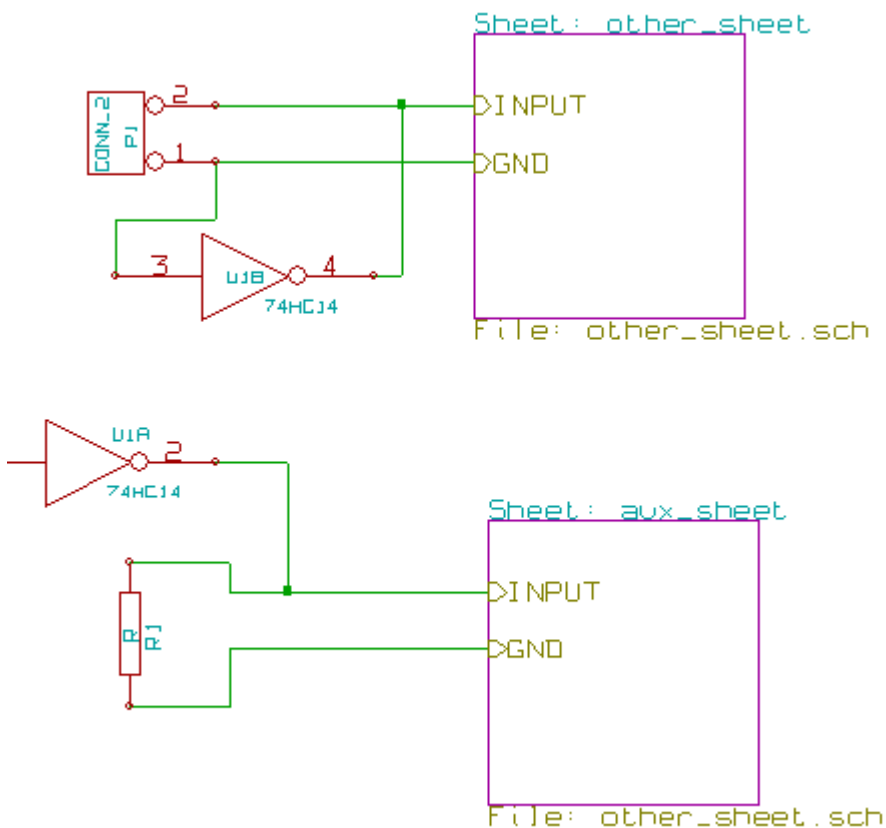 Sheet: other_sheet
2
INPUT
CONN_2
P1
1
GND
3
U1B
4
74HC14
File: other_sheet.sch
U1A
2
74HC14
Sheet: aux_sheet
INPUT
R
R1
GND
File: other_sheet.sch